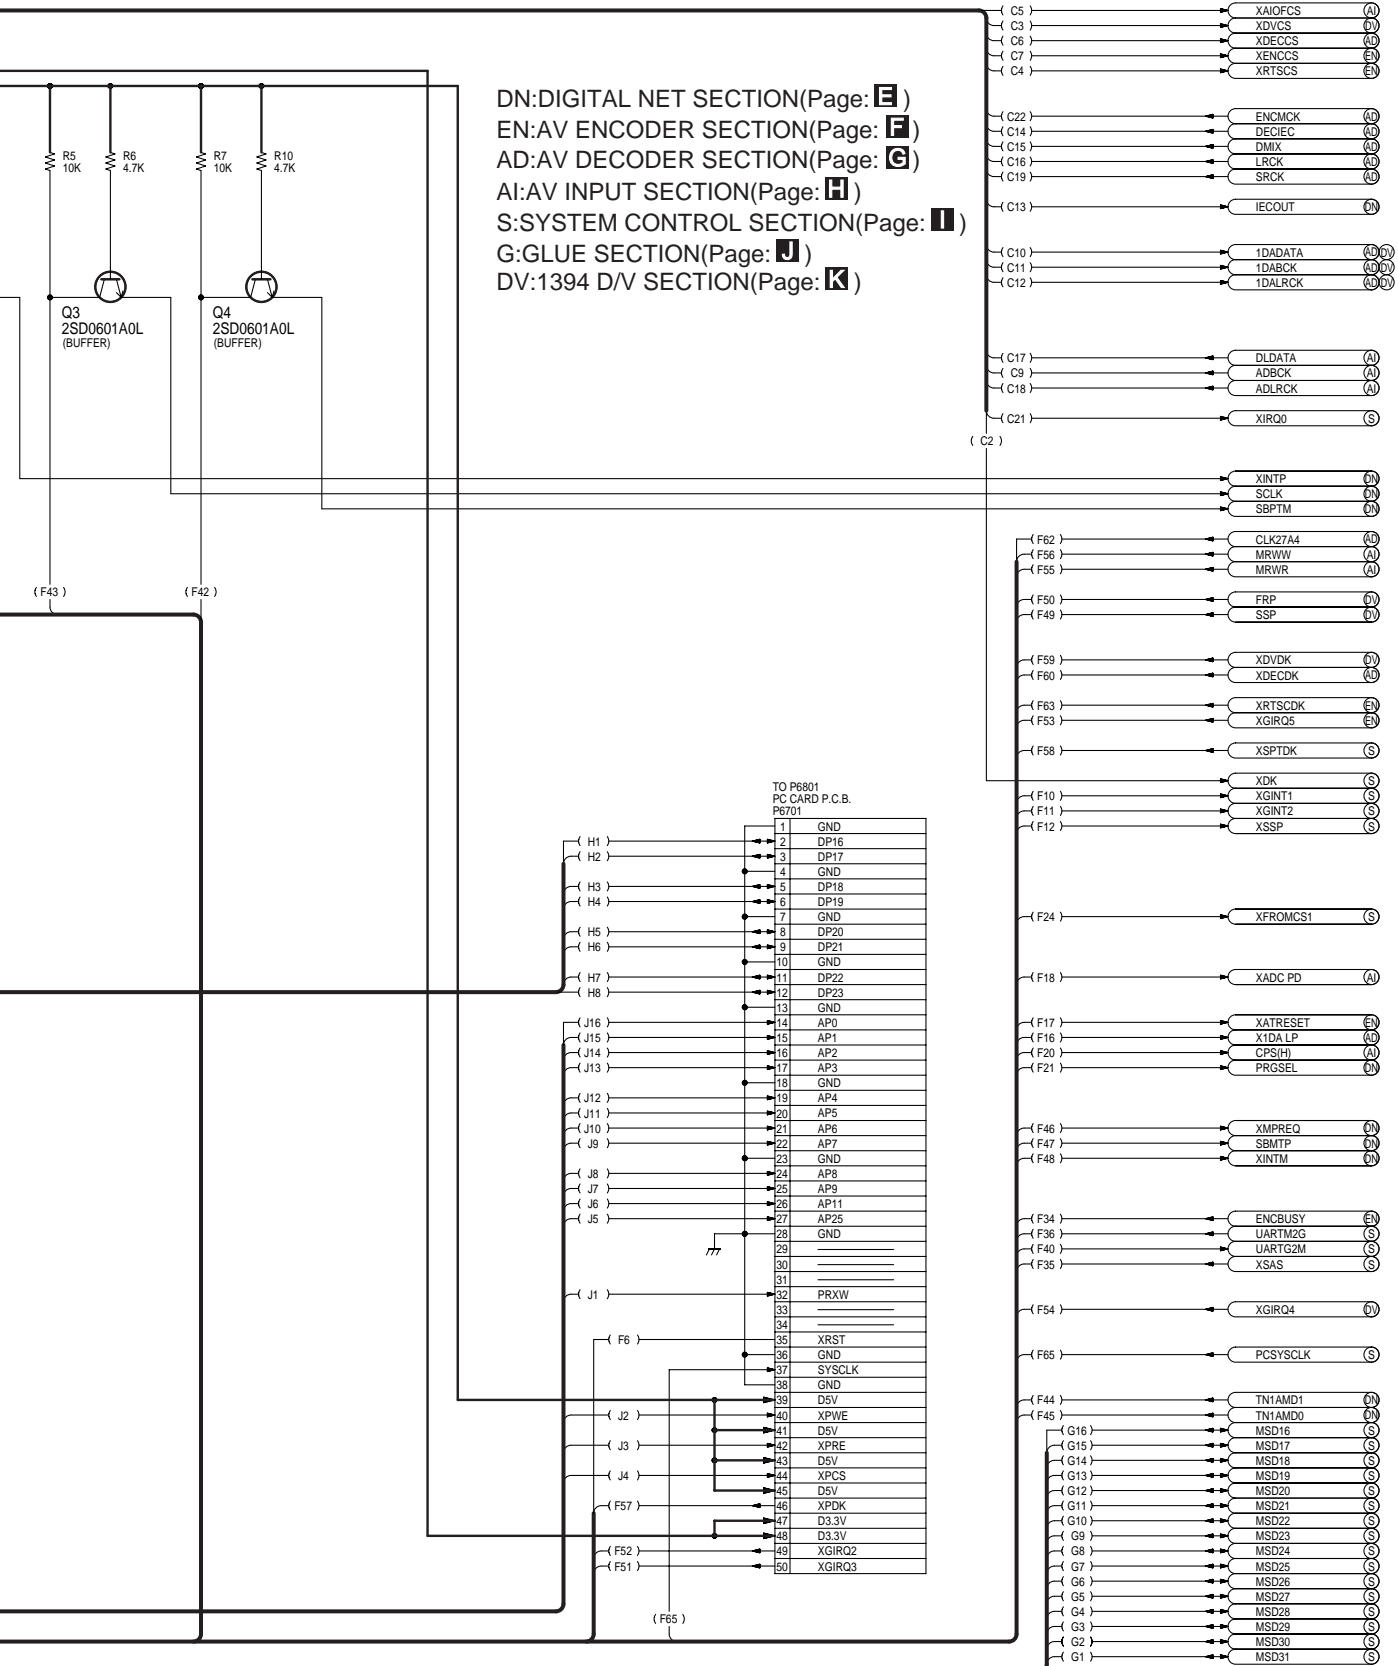 C5 XAIOFCS AI
C3 XDVCS DV
C6 XDECCS AD
C7 XENCCS EN
C4 XRTSCS EN
DN:DIGITAL NET SECTION(Page: E )
EN:AV ENCODER SECTION(Page: F )
AD:AV DECODER SECTION(Page: G )
AI:AV INPUT SECTION(Page: H )
S:SYSTEM CONTROL SECTION(Page: I )
G:GLUE SECTION(Page: J )
DV:1394 D/V SECTION(Page: K )
R5
10K
R6
4.7K
R7
10K
R10
4.7K
Q3
2SD0601A0L
(BUFFER)
Q4
2SD0601A0L
(BUFFER)
(F43)
(F42)
C22 ENCMCK AD
C14 DECIEC AD
C15 DMIX AD
C16 LRCK AD
C19 SRCK AD
C13 IECOUT DN
C10 1DADATA AD DV
C11 1DABCK AD DV
C12 1DALRCK AD DV
C17 DLDATA AI
C9 ADBCK AI
C18 ADLRCK AI
C21 XIRQ0 S
( C2 )
XINTP DN
SCLK DN
SBPTM DN
F62 CLK27A4 AD
F56 MRWW AI
F55 MRWR AI
F50 FRP DV
F49 SSP DV
F59 XDVDK DV
F60 XDECDK AD
F63 XRTSCDK EN
F53 XGIRQ5 EN
F58 XSPTDK S
XDK S
F10 XGINT1 S
F11 XGINT2 S
F12 XSSP S
F24 XFROMCS1 S
F18 XADC PD AI
F17 XATRESET EN
F16 X1DA LP AD
F20 CPS(H) AI
F21 PRGSEL DN
F46 XMPREQ DN
F47 SBMTP DN
F48 XINTM DN
F34 ENCBUSY EN
F36 UARTM2G S
F40 UARTG2M S
F35 XSAS S
F54 XGIRQ4 DV
F65 PCSYSCLK S
F44 TN1AMD1 DN
F45 TN1AMD0 DN
G16 MSD16 S
G15 MSD17 S
G14 MSD18 S
G13 MSD19 S
G12 MSD20 S
G11 MSD21 S
G10 MSD22 S
G9 MSD23 S
G8 MSD24 S
G7 MSD25 S
G6 MSD26 S
G5 MSD27 S
G4 MSD28 S
G3 MSD29 S
G2 MSD30 S
G1 MSD31 S
TO P6801
PC CARD P.C.B.
P6701
1 GND
H1 2 DP16
H2 3 DP17
4 GND
H3 5 DP18
H4 6 DP19
7 GND
H5 8 DP20
H6 9 DP21
10 GND
H7 11 DP22
H8 12 DP23
13 GND
J16 14 AP0
J15 15 AP1
J14 16 AP2
J13 17 AP3
18 GND
J12 19 AP4
J11 20 AP5
J10 21 AP6
J9 22 AP7
23 GND
J8 24 AP8
J7 25 AP9
J6 26 AP11
J5 27 AP25
28 GND
29
30
31
J1 32 PRXW
33
34
F6 35 XRST
36 GND
37 SYSCLK
38 GND
39 D5V
J2 40 XPWE
41 D5V
J3 42 XPRE
43 D5V
J4 44 XPCS
45 D5V
F57 46 XPDK
47 D3.3V
48 D3.3V
F52 49 XGIRQ2
F51 50 XGIRQ3
(F65)